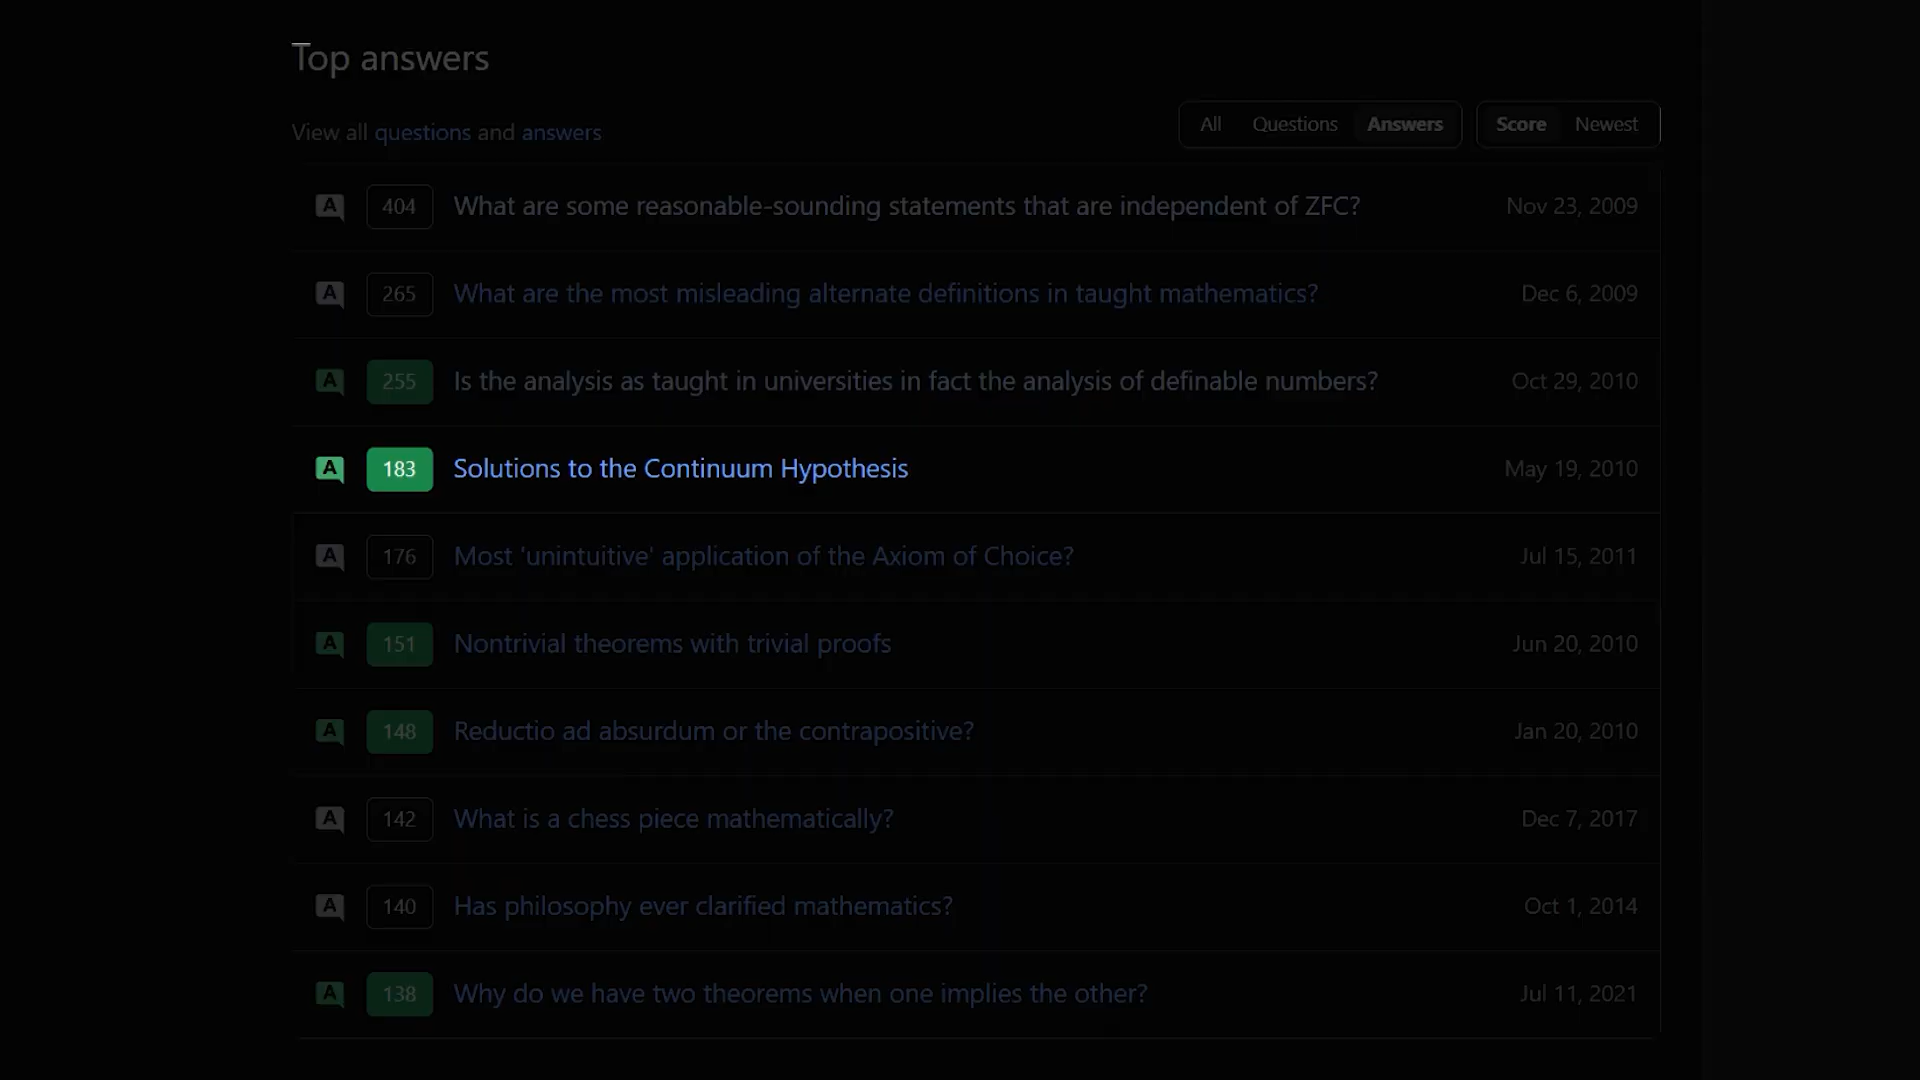 Top answers
View all questions and answers
All Questions Answers Score Newest
A 404 What are some reasonable-sounding statements that are independent of ZFC? Nov 23, 2009
A 265 What are the most misleading alternate definitions in taught mathematics? Dec 6, 2009
A 255 Is the analysis as taught in universities in fact the analysis of definable numbers? Oct 29, 2010
A 183 Solutions to the Continuum Hypothesis May 19, 2010
A 176 Most 'unintuitive' application of the Axiom of Choice? Jul 15, 2011
A 151 Nontrivial theorems with trivial proofs Jun 20, 2010
A 148 Reductio ad absurdum or the contrapositive? Jan 20, 2010
A 142 What is a chess piece mathematically? Dec 7, 2017
A 140 Has philosophy ever clarified mathematics? Oct 1, 2014
A 138 Why do we have two theorems when one implies the other? Jul 11, 2021